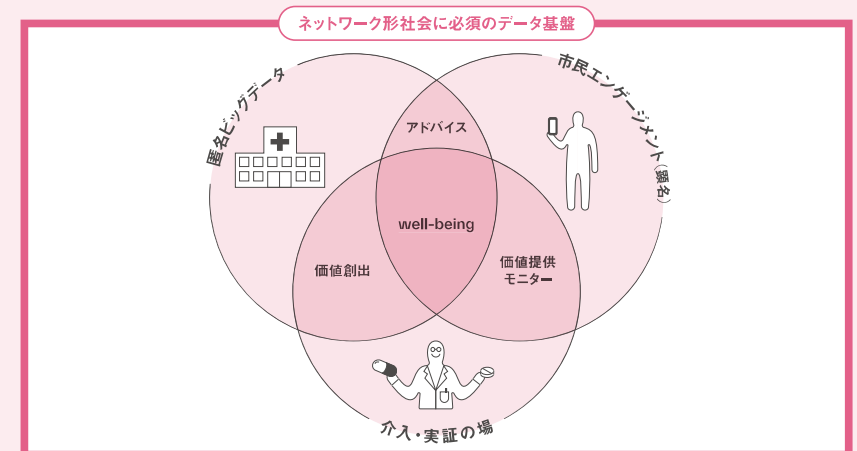 ネットワーク形社会に必須のデータ基盤
匿名ビッグデータ
市民エンゲージメント(顕名)
アドバイス
well-being
価値創出
価値提供
モニター
介入・実証の場